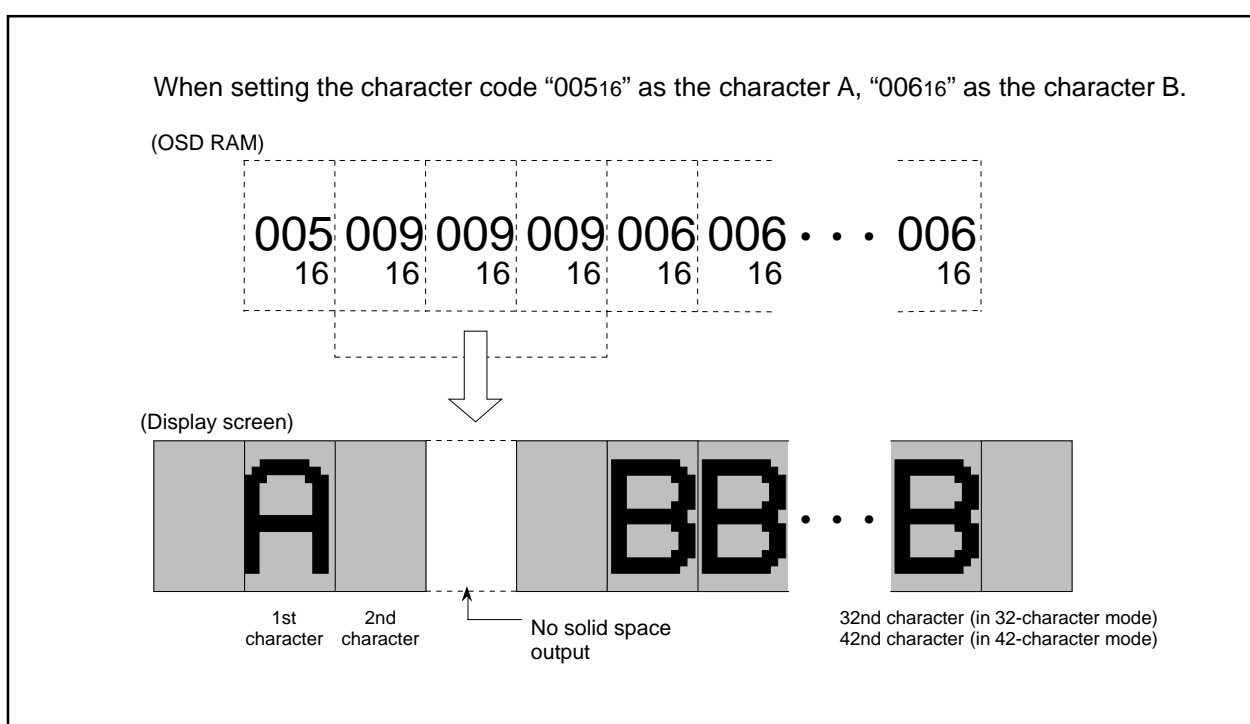 When setting the character code “00516” as the character A, “00616” as the character B.
(OSD RAM)
005 009 009 009 006 006 • • • 006
16 16 16 16 16 16 16
(Display screen)
A B B • • • B
1st character
2nd character
No solid space
output
32nd character (in 32-character mode)
42nd character (in 42-character mode)